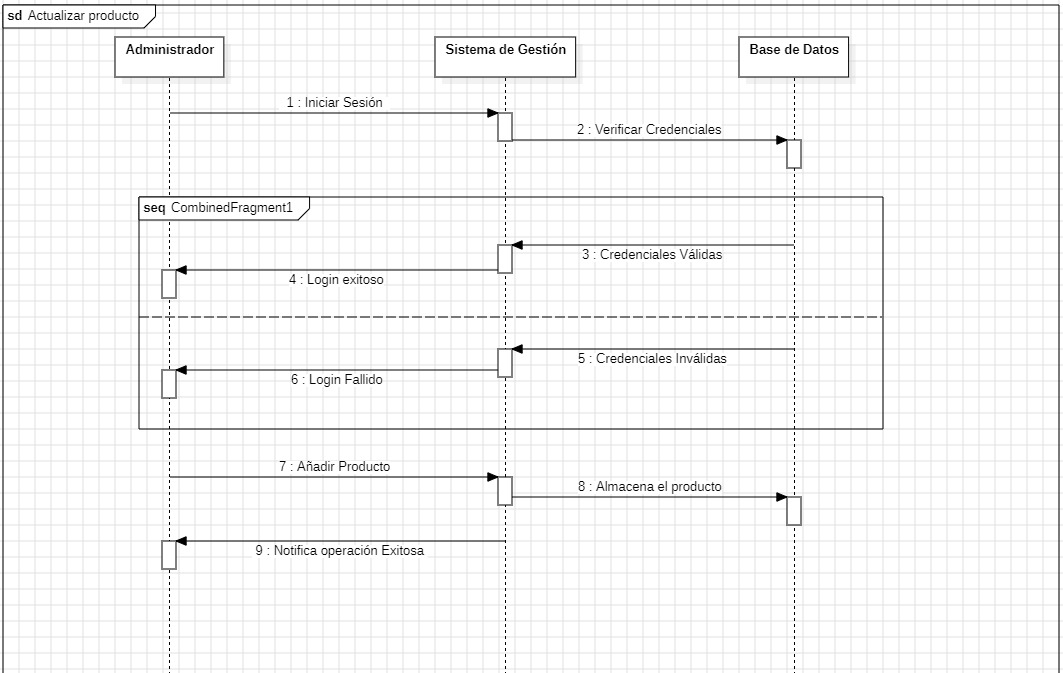 sd Actualizar producto
Administrador
Sistema de Gestión
Base de Datos
1 : Iniciar Sesión
2 : Verificar Credenciales
seq CombinedFragment1
3 : Credenciales Válidas
4 : Login exitoso
5 : Credenciales Inválidas
6 : Login Fallido
7 : Añadir Producto
8 : Almacena el producto
9 : Notifica operación Exitosa